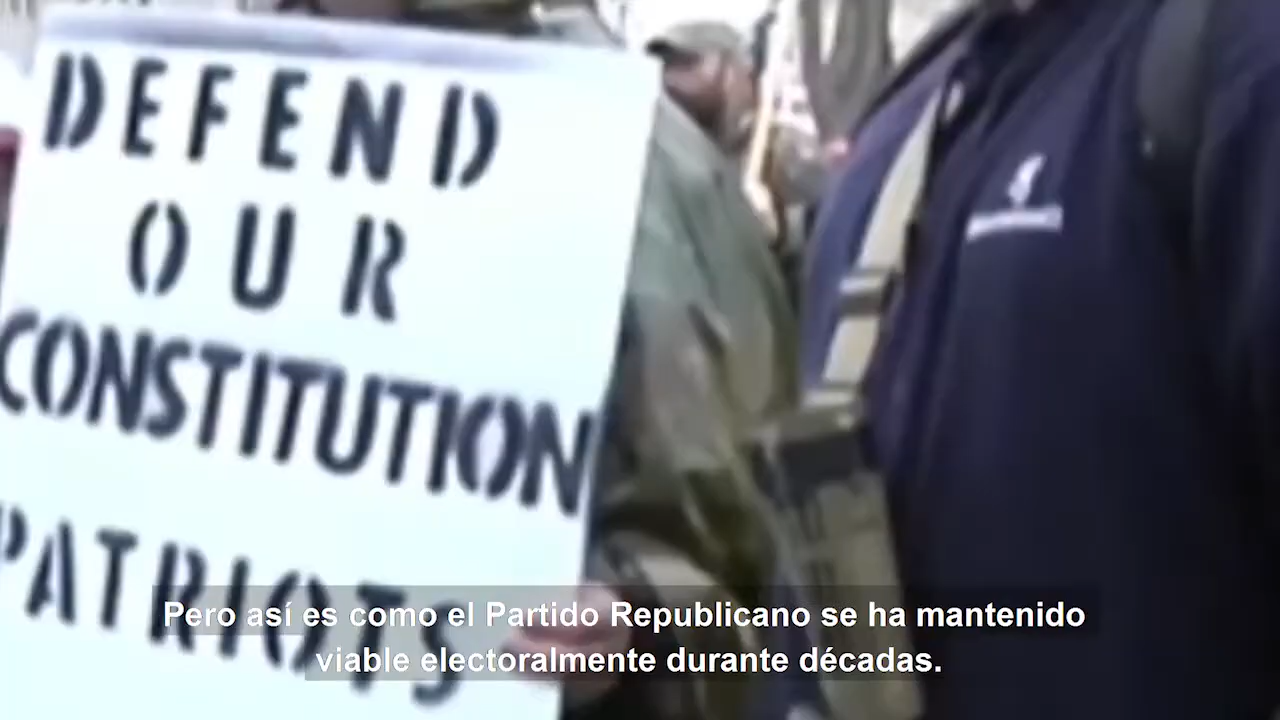 DEFEND
OUR
CONSTITUTION
PATRIOTS
Pero así es como el Partido Republicano se ha mantenido
viable electoralmente durante décadas.